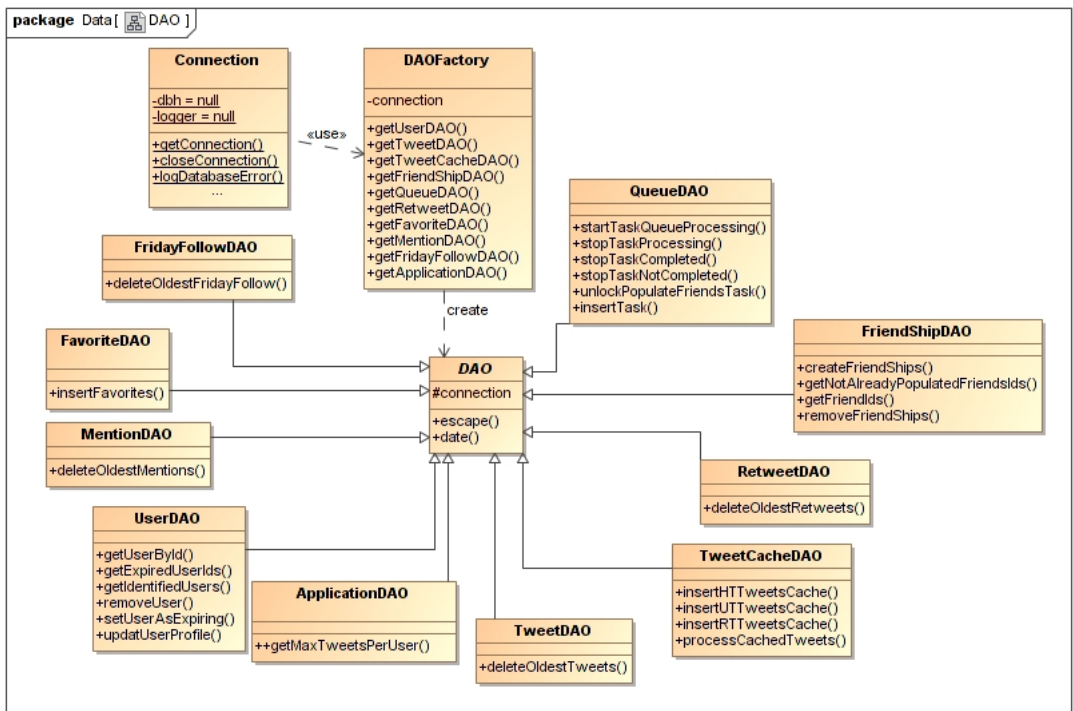 package Data [ DAO ]
Connection
-dbh = null
-logger = null
+getConnection()
+closeConnection()
+logDatabaseError()
...
«use»
DAOFactory
-connection
+getUserDAO()
+getTweetDAO()
+getTweetCacheDAO()
+getFriendShipDAO()
+getQueueDAO()
+getRetweetDAO()
+getFavoriteDAO()
+getMentionDAO()
+getFridayFollowDAO()
+getApplicationDAO()
create
QueueDAO
+startTaskQueueProcessing()
+stopTaskProcessing()
+stopTaskCompleted()
+stopTaskNotCompleted()
+unlockPopulateFriendsTask()
+insertTask()
FridayFollowDAO
+deleteOldestFridayFollow()
FavoriteDAO
+insertFavorites()
DAO
#connection
+escape()
+date()
FriendShipDAO
+createFriendShips()
+getNotAlreadyPopulatedFriendsIds()
+getFriendIds()
+removeFriendShips()
MentionDAO
+deleteOldestMentions()
RetweetDAO
+deleteOldestRetweets()
UserDAO
+getUserById()
+getExpiredUserIds()
+getIdentifiedUsers()
+removeUser()
+setUserAsExpiring()
+updatUserProfile()
ApplicationDAO
++getMaxTweetsPerUser()
TweetDAO
+deleteOldestTweets()
TweetCacheDAO
+insertHTTweetsCache()
+insertUTTweetsCache()
+insertRTTweetsCache()
+processCachedTweets()